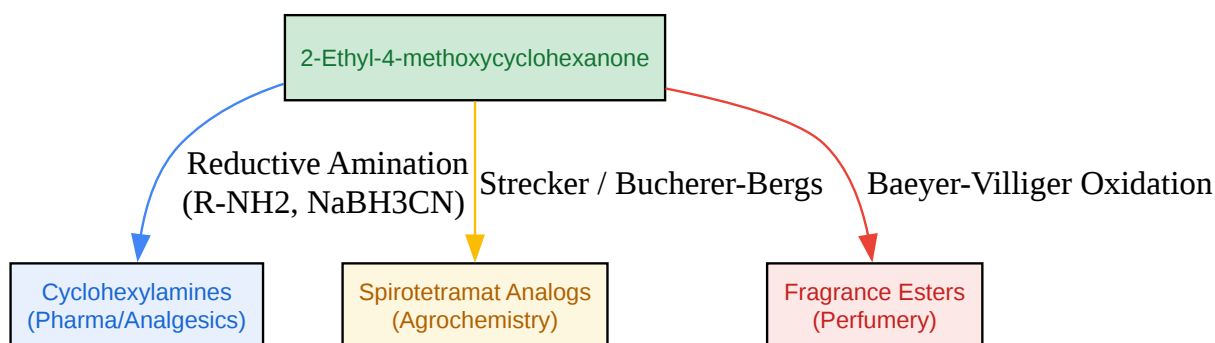 2-Ethyl-4-methoxycyclohexanone
Reductive Amination
(R-NH2, NaBH3CN)
Strecker / Bucherer-Bergs
Baeyer-Villiger Oxidation
Cyclohexylamines
(Pharma/Analgesics)
Spirotetramat Analogs
(Agrochemistry)
Fragrance Esters
(Perfumery)